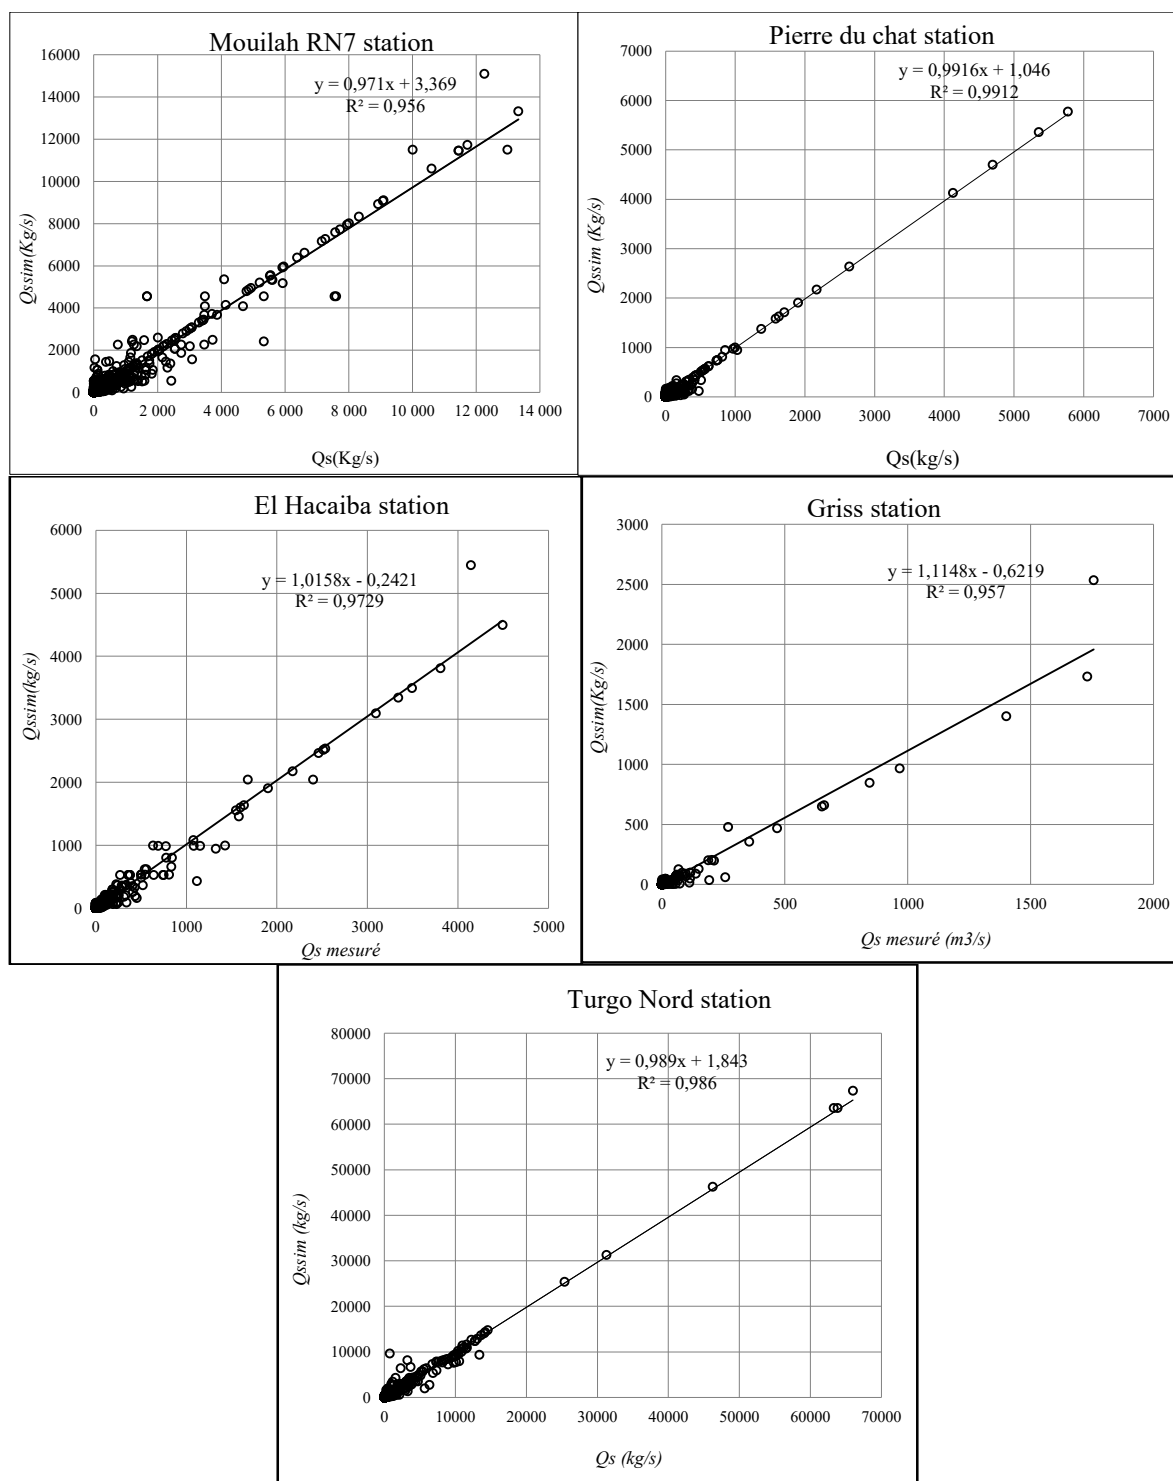 Mouilah RN7 station
y = 0,971x + 3,369
R² = 0,956
16000
14000
12000
10000
8000
6000
4000
2000
0
Qssim(Kg/s)
0 2 000 4 000 6 000 8 000 10 000 12 000 14 000
Qs(Kg/s)
Pierre du chat station
y = 0,9916x + 1,046
R² = 0,9912
7000
6000
5000
4000
3000
2000
1000
0
Qssim (Kg/s)
0 1000 2000 3000 4000 5000 6000 7000
Qs(kg/s)
El Hacaiba station
y = 1,0158x - 0,2421
R² = 0,9729
6000
5000
4000
3000
2000
1000
0
Qssim(kg/s)
0 1000 2000 3000 4000 5000
Qs mesuré
Griss station
y = 1,1148x - 0,6219
R² = 0,957
3000
2500
2000
1500
1000
500
0
Qssim(Kg/s)
0 500 1000 1500 2000
Qs mesuré (m3/s)
Turgo Nord station
y = 0,989x + 1,843
R² = 0,986
80000
70000
60000
50000
40000
30000
20000
10000
0
Qssim (kg/s)
0 10000 20000 30000 40000 50000 60000 70000
Qs (kg/s)